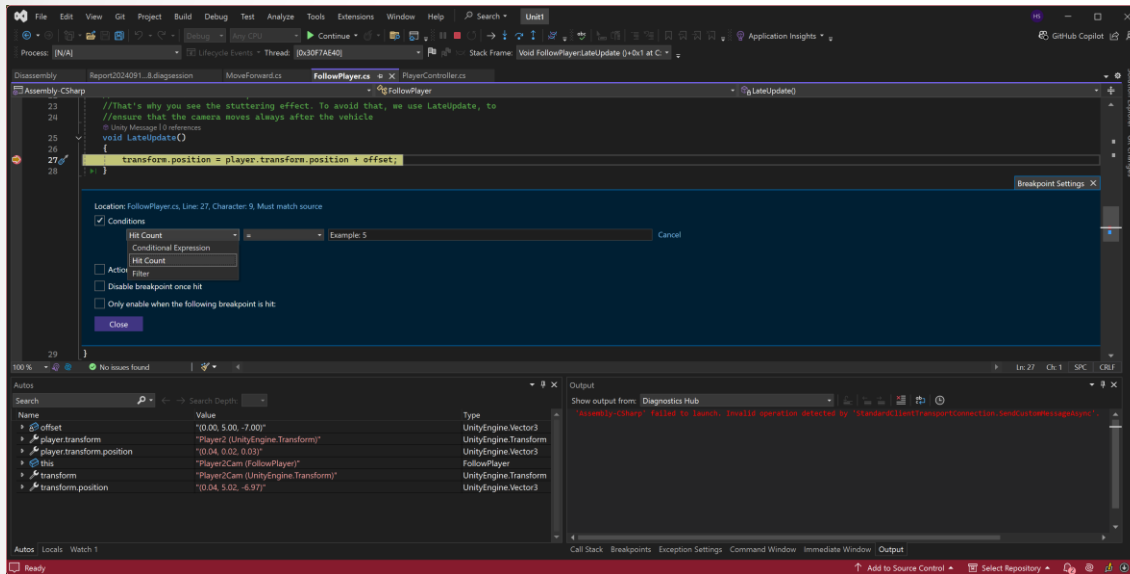 File Edit View Git Project Build Debug Test Analyze Tools Extensions Window Help Search Unit1 HS
Debug Any CPU Continue Application Insights GitHub Copilot
Process: [N/A] Lifecycle Events Thread: [0x30F7AE40] Stack Frame: Void FollowPlayer:LateUpdate ()+0x1 at C:
Disassembly Report2024091...8.diagsession MoveForward.cs FollowPlayer.cs PlayerController.cs
Assembly-CSharp FollowPlayer LateUpdate()
23 //That's why you see the stuttering effect. To avoid that, we use LateUpdate, to
24 //ensure that the camera moves always after the vehicle
Unity Message | 0 references
25 void LateUpdate()
26 {
27 transform.position = player.transform.position + offset;
28 }
Breakpoint Settings
Location: FollowPlayer.cs, Line: 27, Character: 9, Must match source
Conditions
Hit Count = Example: 5 Cancel
Conditional Expression
Hit Count
Actio
Filter
Disable breakpoint once hit
Only enable when the following breakpoint is hit:
Close
29 }
100 % No issues found Ln: 27 Ch: 1 SPC CRLF
Autos
Search Search Depth:
Name Value Type
offset "(0.00, 5.00, -7.00)" UnityEngine.Vector3
player.transform "Player2 (UnityEngine.Transform)" UnityEngine.Transform
player.transform.position "(0.04, 0.02, 0.03)" UnityEngine.Vector3
this "Player2Cam (FollowPlayer)" FollowPlayer
transform "Player2Cam (UnityEngine.Transform)" UnityEngine.Transform
transform.position "(0.04, 5.02, -6.97)" UnityEngine.Vector3
Autos Locals Watch 1
Output
Show output from: Diagnostics Hub
'Assembly-CSharp' failed to launch. Invalid operation detected by 'StandardClientTransportConnection.SendCustomMessageAsync'.
Call Stack Breakpoints Exception Settings Command Window Immediate Window Output
Ready Add to Source Control Select Repository